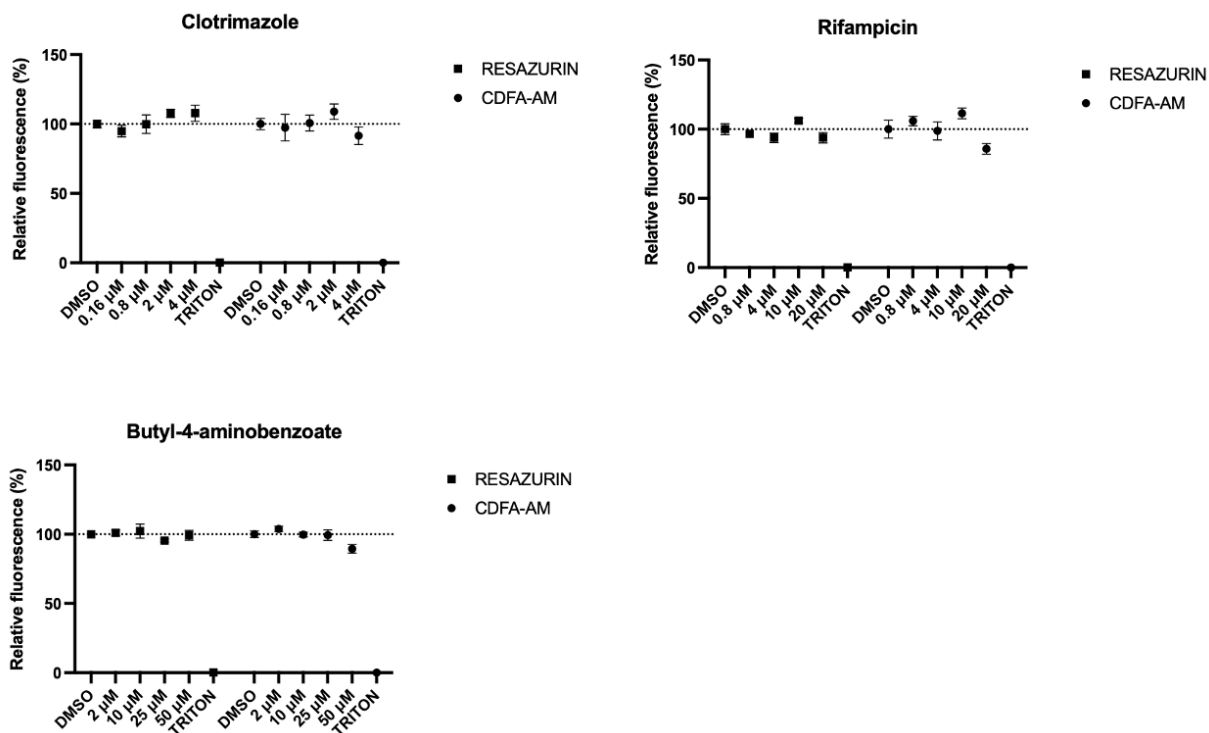 Clotrimazole
Relative fluorescence (%)
150
100
50
0
DMSO
0.16 µM
0.8 µM
2 µM
4 µM
TRITON
DMSO
0.16 µM
0.8 µM
2 µM
4 µM
TRITON
RESAZURIN
CDFA-AM
Rifampicin
Relative fluorescence (%)
150
100
50
0
DMSO
0.8 µM
4 µM
10 µM
20 µM
TRITON
DMSO
0.8 µM
4 µM
10 µM
20 µM
TRITON
RESAZURIN
CDFA-AM
Butyl-4-aminobenzoate
Relative fluorescence (%)
150
100
50
0
DMSO
2 µM
10 µM
25 µM
50 µM
TRITON
DMSO
2 µM
10 µM
25 µM
50 µM
TRITON
RESAZURIN
CDFA-AM